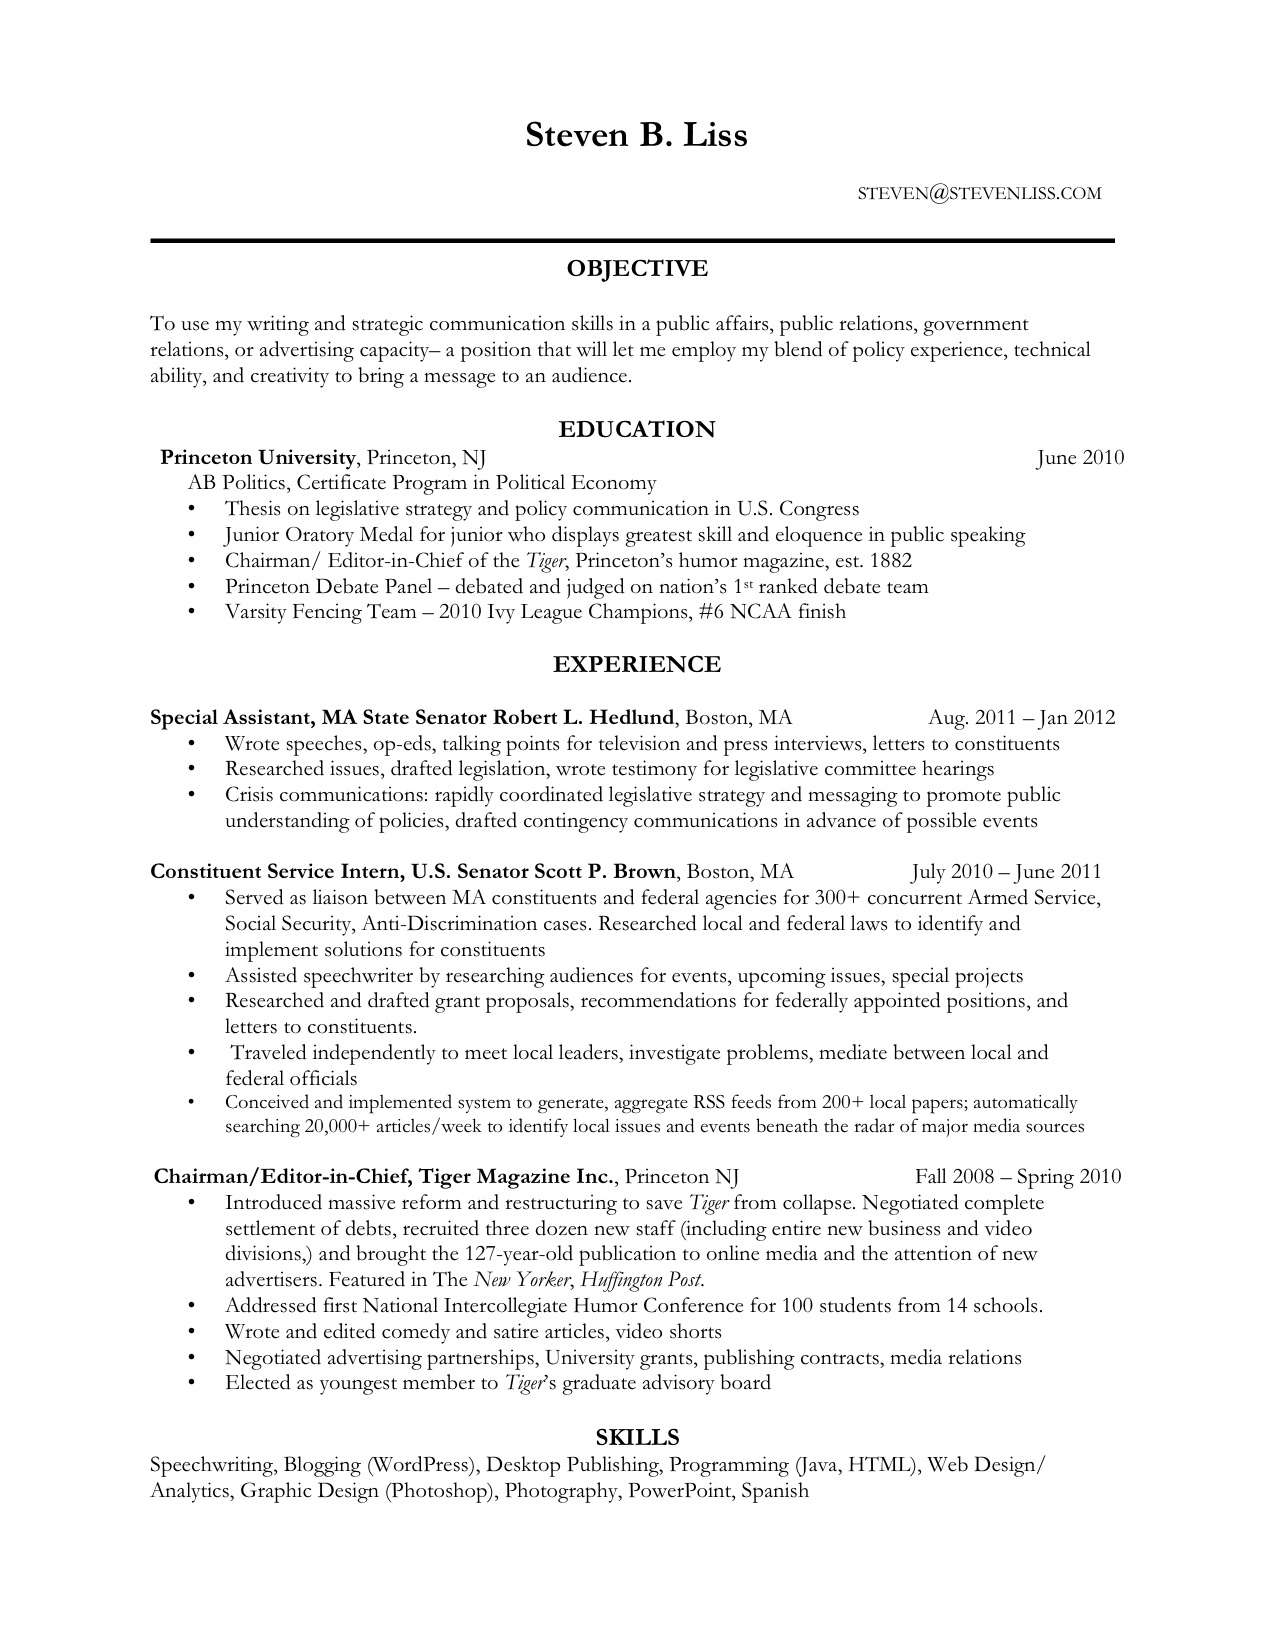 Steven B. Liss
STEVEN@STEVENLISS.COM
OBJECTIVE
To use my writing and strategic communication skills in a public affairs, public relations, government
relations, or advertising capacity– a position that will let me employ my blend of policy experience, technical
ability, and creativity to bring a message to an audience.
EDUCATION
Princeton University, Princeton, NJ June 2010
AB Politics, Certificate Program in Political Economy
• Thesis on legislative strategy and policy communication in U.S. Congress
• Junior Oratory Medal for junior who displays greatest skill and eloquence in public speaking
• Chairman/ Editor-in-Chief of the Tiger, Princeton’s humor magazine, est. 1882
• Princeton Debate Panel – debated and judged on nation’s 1st ranked debate team
• Varsity Fencing Team – 2010 Ivy League Champions, #6 NCAA finish
EXPERIENCE
Special Assistant, MA State Senator Robert L. Hedlund, Boston, MA Aug. 2011 – Jan 2012
• Wrote speeches, op-eds, talking points for television and press interviews, letters to constituents
• Researched issues, drafted legislation, wrote testimony for legislative committee hearings
• Crisis communications: rapidly coordinated legislative strategy and messaging to promote public
understanding of policies, drafted contingency communications in advance of possible events
Constituent Service Intern, U.S. Senator Scott P. Brown, Boston, MA July 2010 – June 2011
• Served as liaison between MA constituents and federal agencies for 300+ concurrent Armed Service,
Social Security, Anti-Discrimination cases. Researched local and federal laws to identify and
implement solutions for constituents
• Assisted speechwriter by researching audiences for events, upcoming issues, special projects
• Researched and drafted grant proposals, recommendations for federally appointed positions, and
letters to constituents.
• Traveled independently to meet local leaders, investigate problems, mediate between local and
federal officials
• Conceived and implemented system to generate, aggregate RSS feeds from 200+ local papers; automatically
searching 20,000+ articles/week to identify local issues and events beneath the radar of major media sources
Chairman/Editor-in-Chief, Tiger Magazine Inc., Princeton NJ Fall 2008 – Spring 2010
• Introduced massive reform and restructuring to save Tiger from collapse. Negotiated complete
settlement of debts, recruited three dozen new staff (including entire new business and video
divisions,) and brought the 127-year-old publication to online media and the attention of new
advertisers. Featured in The New Yorker, Huffington Post.
• Addressed first National Intercollegiate Humor Conference for 100 students from 14 schools.
• Wrote and edited comedy and satire articles, video shorts
• Negotiated advertising partnerships, University grants, publishing contracts, media relations
• Elected as youngest member to Tiger’s graduate advisory board
SKILLS
Speechwriting, Blogging (WordPress), Desktop Publishing, Programming (Java, HTML), Web Design/
Analytics, Graphic Design (Photoshop), Photography, PowerPoint, Spanish